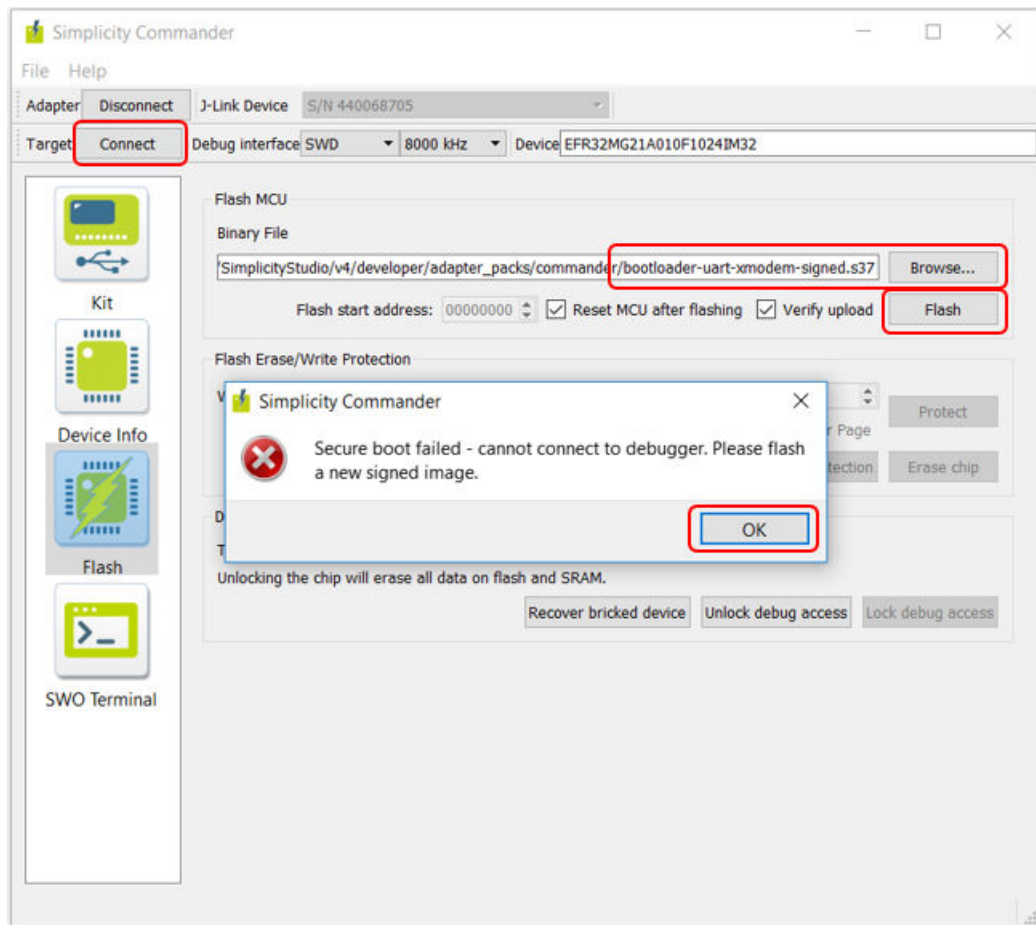 Simplicity Commander
File Help
Adapter Disconnect J-Link Device S/N 440068705
Target Connect Debug interface SWD 8000 kHz Device EFR32MG21A010F1024IM32
Flash MCU
Binary File
/SimplicityStudio/v4/developer/adapter_packs/commander/bootloader-uart-xmodem-signed.s37 Browse...
Kit
Flash start address: 00000000 Reset MCU after flashing Verify upload Flash
Flash Erase/Write Protection
Simplicity Commander
Protect
Page
Device Info
Secure boot failed - cannot connect to debugger. Please flash
a new signed image.
Erase chip
OK
Flash
Unlocking the chip will erase all data on flash and SRAM.
Recover bricked device Unlock debug access Lock debug access
SWO Terminal